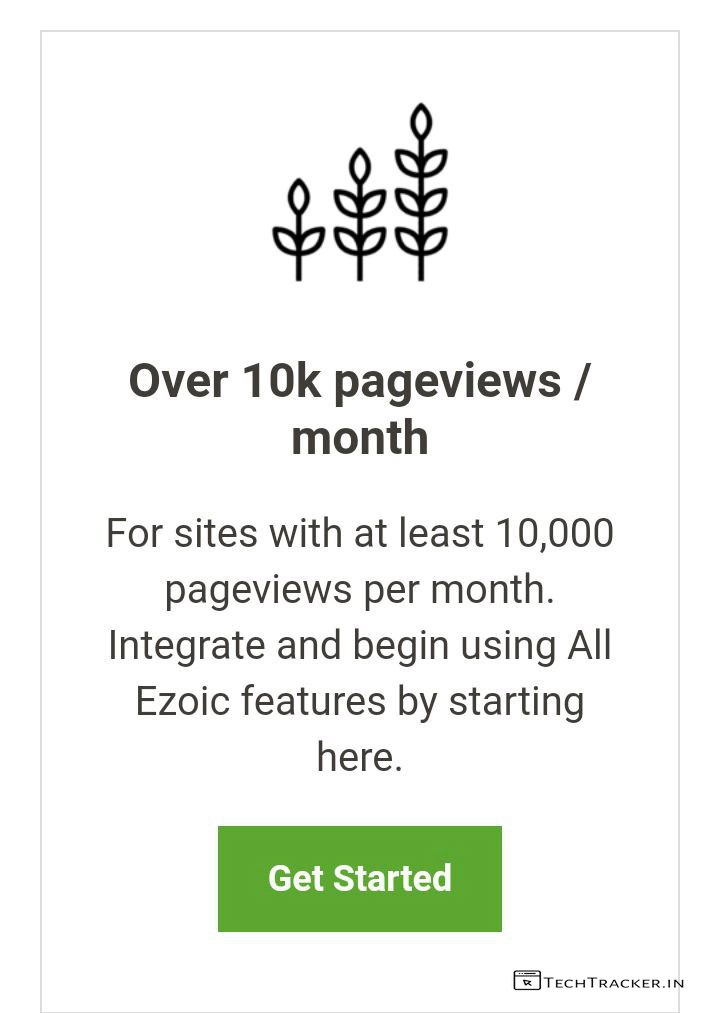 Over 10k pageviews /
month
For sites with at least 10,000
pageviews per month.
Integrate and begin using All
Ezoic features by starting
here.
Get Started
TECHTRACKER.IN